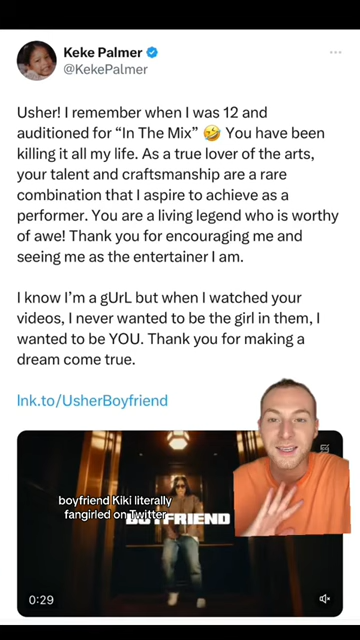 Keke Palmer
@KekePalmer
Usher! I remember when I was 12 and
auditioned for “In The Mix” 🤣 You have been
killing it all my life. As a true lover of the arts,
your talent and craftsmanship are a rare
combination that I aspire to achieve as a
performer. You are a living legend who is worthy
of awe! Thank you for encouraging me and
seeing me as the entertainer I am.
I know I’m a gUrL but when I watched your
videos, I never wanted to be the girl in them, I
wanted to be YOU. Thank you for making a
dream come true.
lnk.to/UsherBoyfriend
boyfriend Kiki literally
fangirled on Twitter
BOYFRIEND
0:29